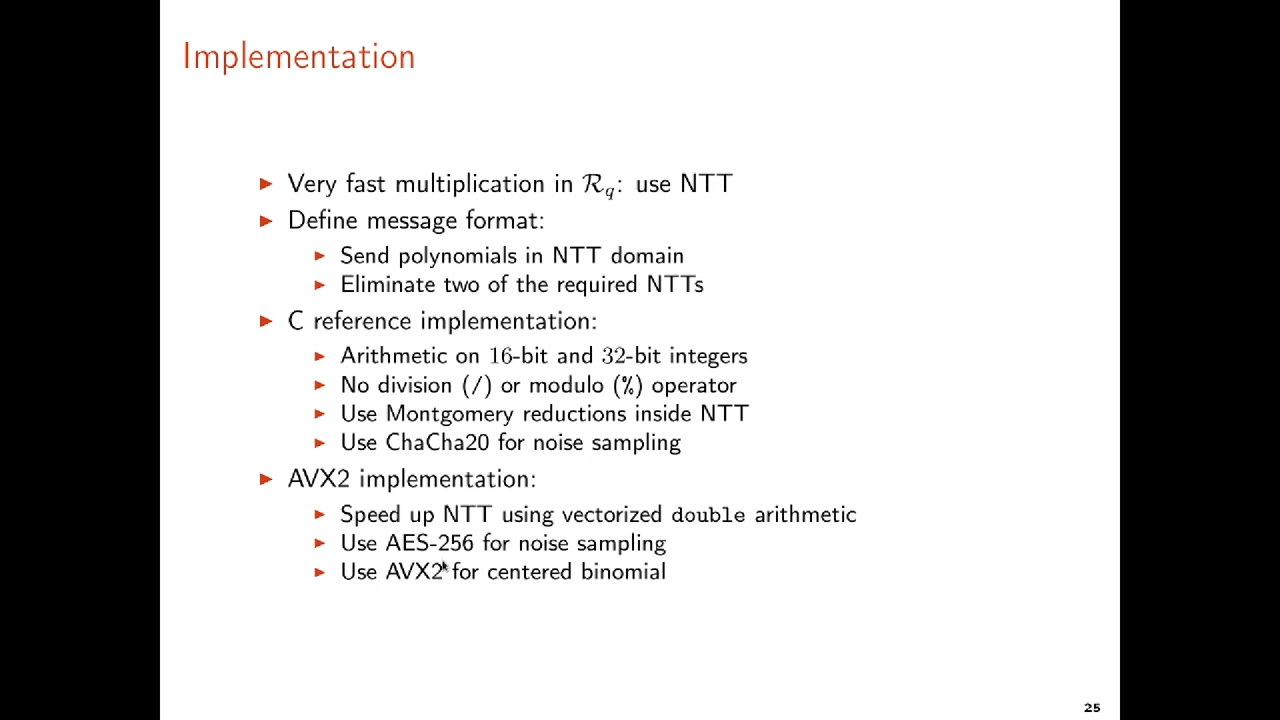 Implementation
▶ Very fast multiplication in R_q: use NTT
▶ Define message format:
▶ Send polynomials in NTT domain
▶ Eliminate two of the required NTTs
▶ C reference implementation:
▶ Arithmetic on 16-bit and 32-bit integers
▶ No division (/) or modulo (%) operator
▶ Use Montgomery reductions inside NTT
▶ Use ChaCha20 for noise sampling
▶ AVX2 implementation:
▶ Speed up NTT using vectorized double arithmetic
▶ Use AES-256 for noise sampling
▶ Use AVX2 for centered binomial
25